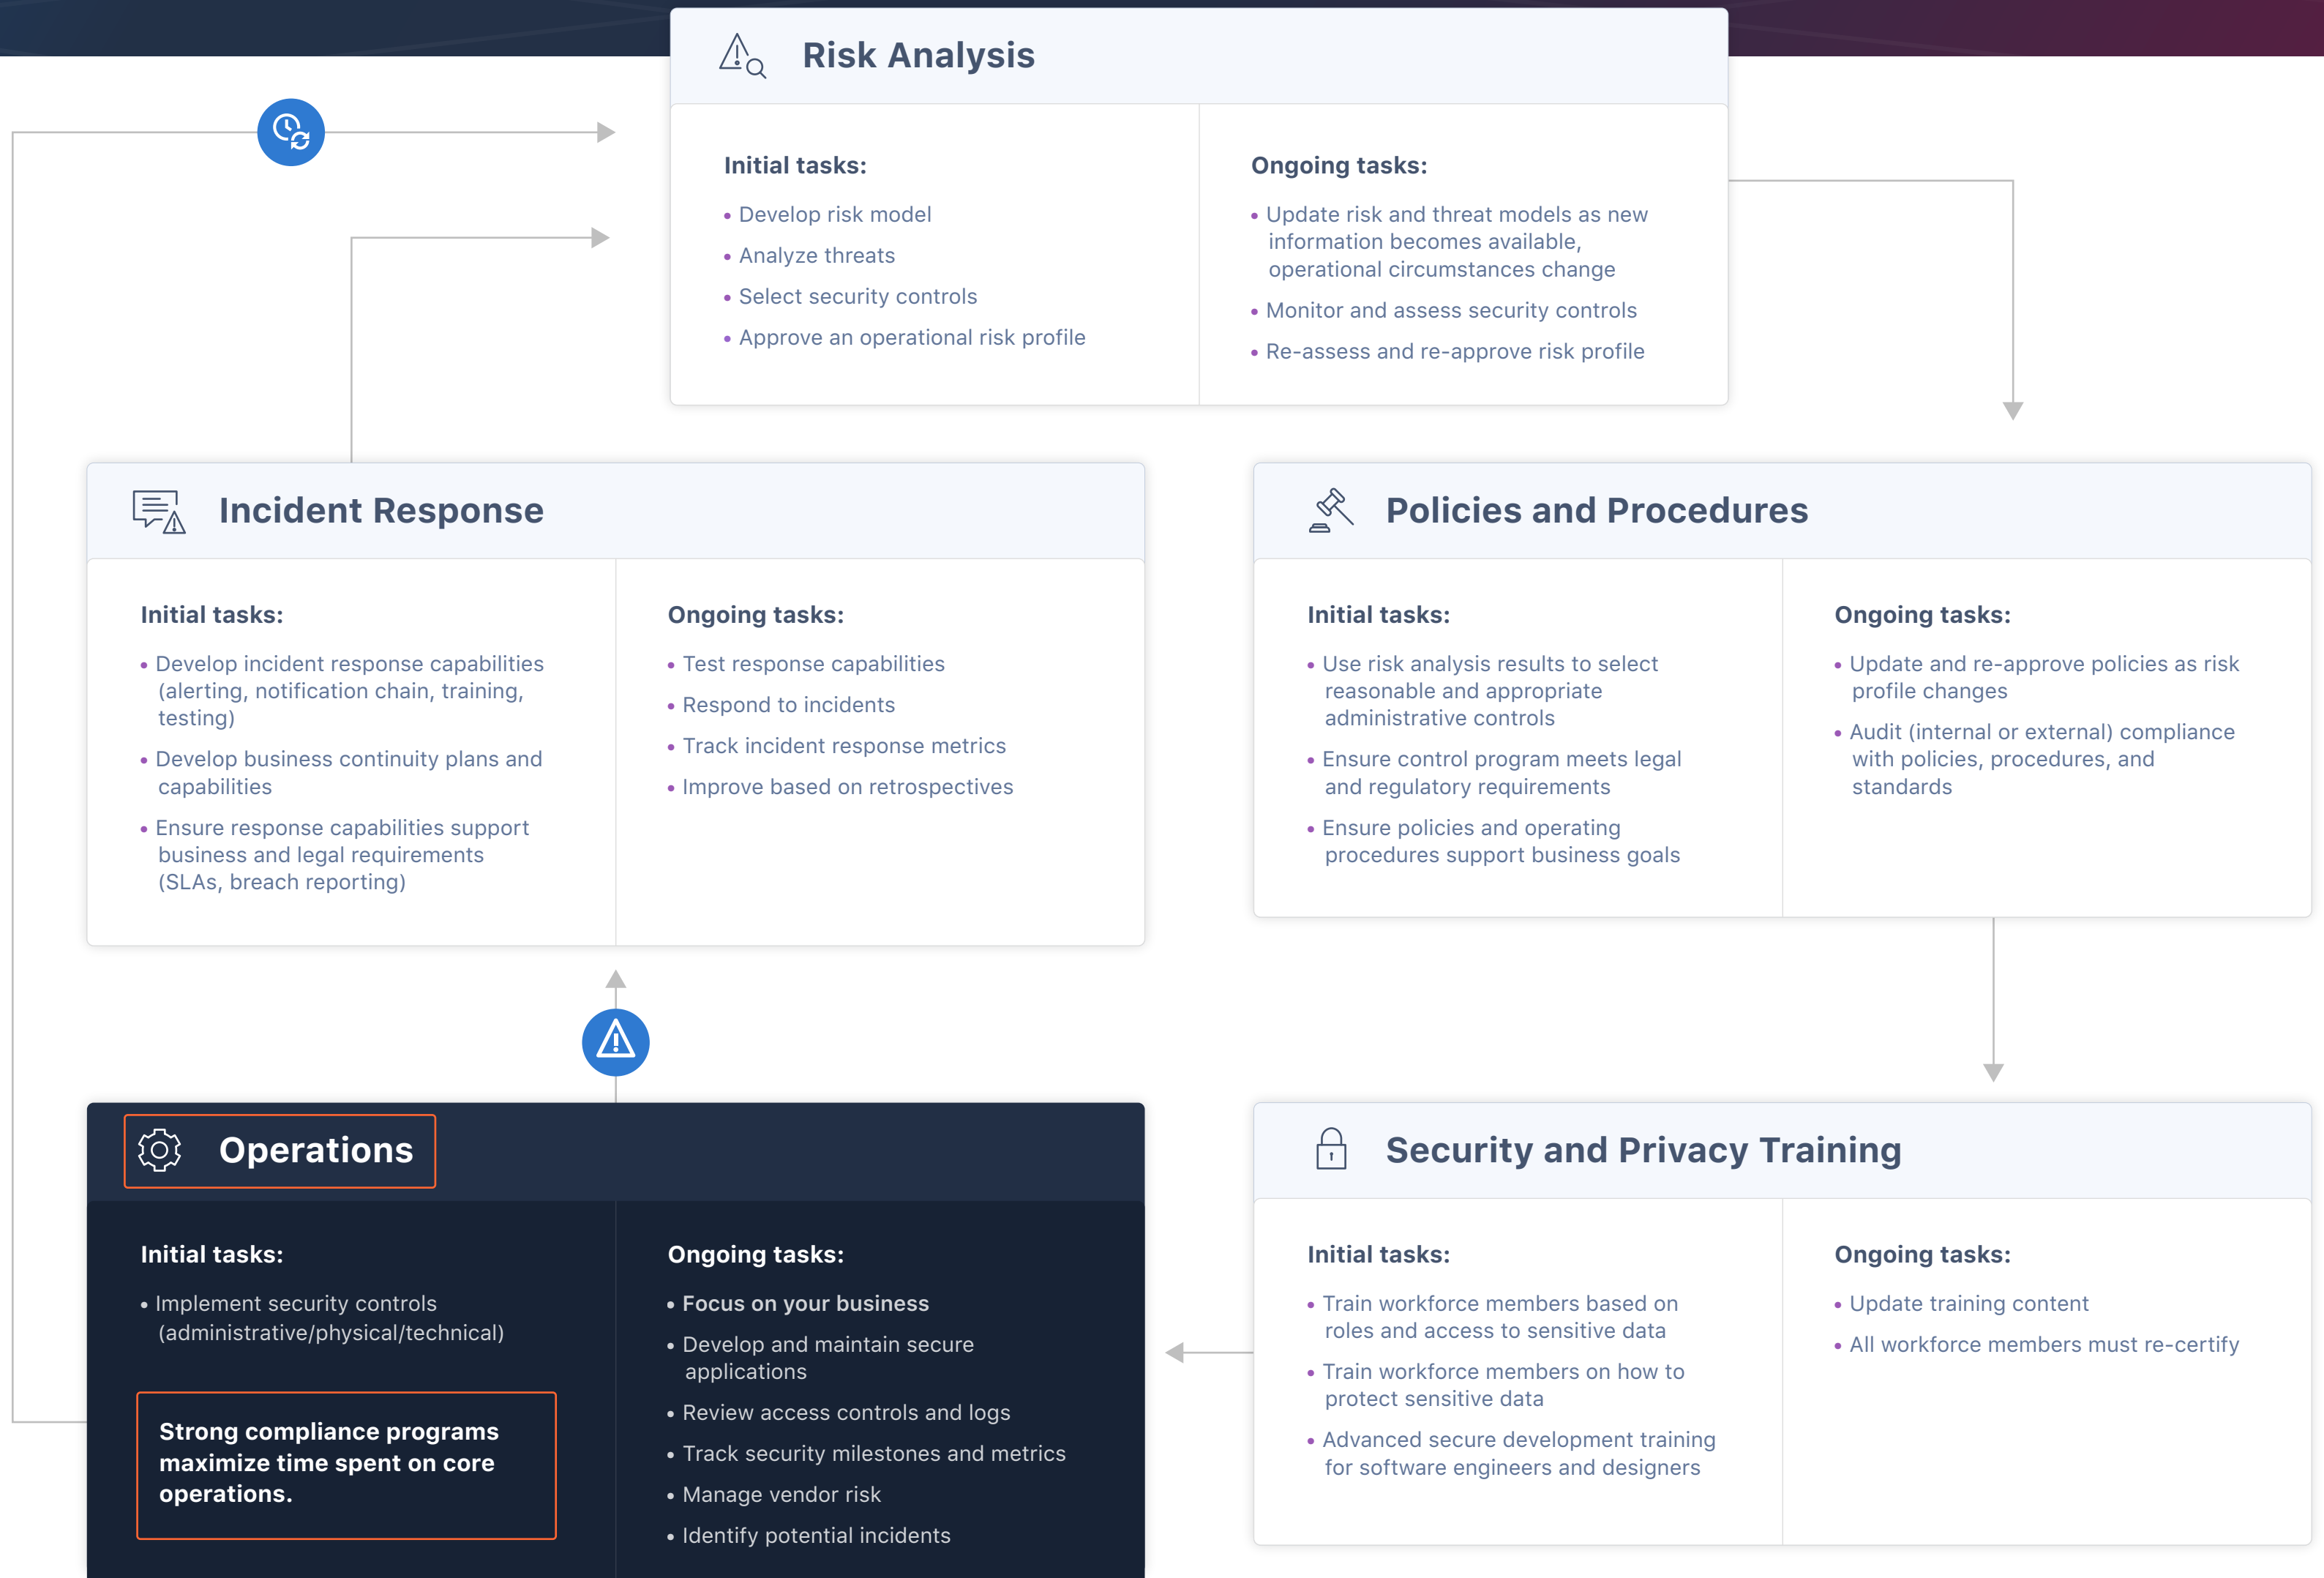 Risk Analysis
Initial tasks:
• Develop risk model
• Analyze threats
• Select security controls
• Approve an operational risk profile
Ongoing tasks:
• Update risk and threat models as new
information becomes available,
operational circumstances change
• Monitor and assess security controls
• Re-assess and re-approve risk profile
Incident Response
Initial tasks:
• Develop incident response capabilities
(alerting, notification chain, training,
testing)
• Develop business continuity plans and
capabilities
• Ensure response capabilities support
business and legal requirements
(SLAs, breach reporting)
Ongoing tasks:
• Test response capabilities
• Respond to incidents
• Track incident response metrics
• Improve based on retrospectives
Policies and Procedures
Initial tasks:
• Use risk analysis results to select
reasonable and appropriate
administrative controls
• Ensure control program meets legal
and regulatory requirements
• Ensure policies and operating
procedures support business goals
Ongoing tasks:
• Update and re-approve policies as risk
profile changes
• Audit (internal or external) compliance
with policies, procedures, and
standards
Operations
Initial tasks:
• Implement security controls
(administrative/physical/technical)
Strong compliance programs
maximize time spent on core
operations.
Ongoing tasks:
• Focus on your business
• Develop and maintain secure
applications
• Review access controls and logs
• Track security milestones and metrics
• Manage vendor risk
• Identify potential incidents
Security and Privacy Training
Initial tasks:
• Train workforce members based on
roles and access to sensitive data
• Train workforce members on how to
protect sensitive data
• Advanced secure development training
for software engineers and designers
Ongoing tasks:
• Update training content
• All workforce members must re-certify